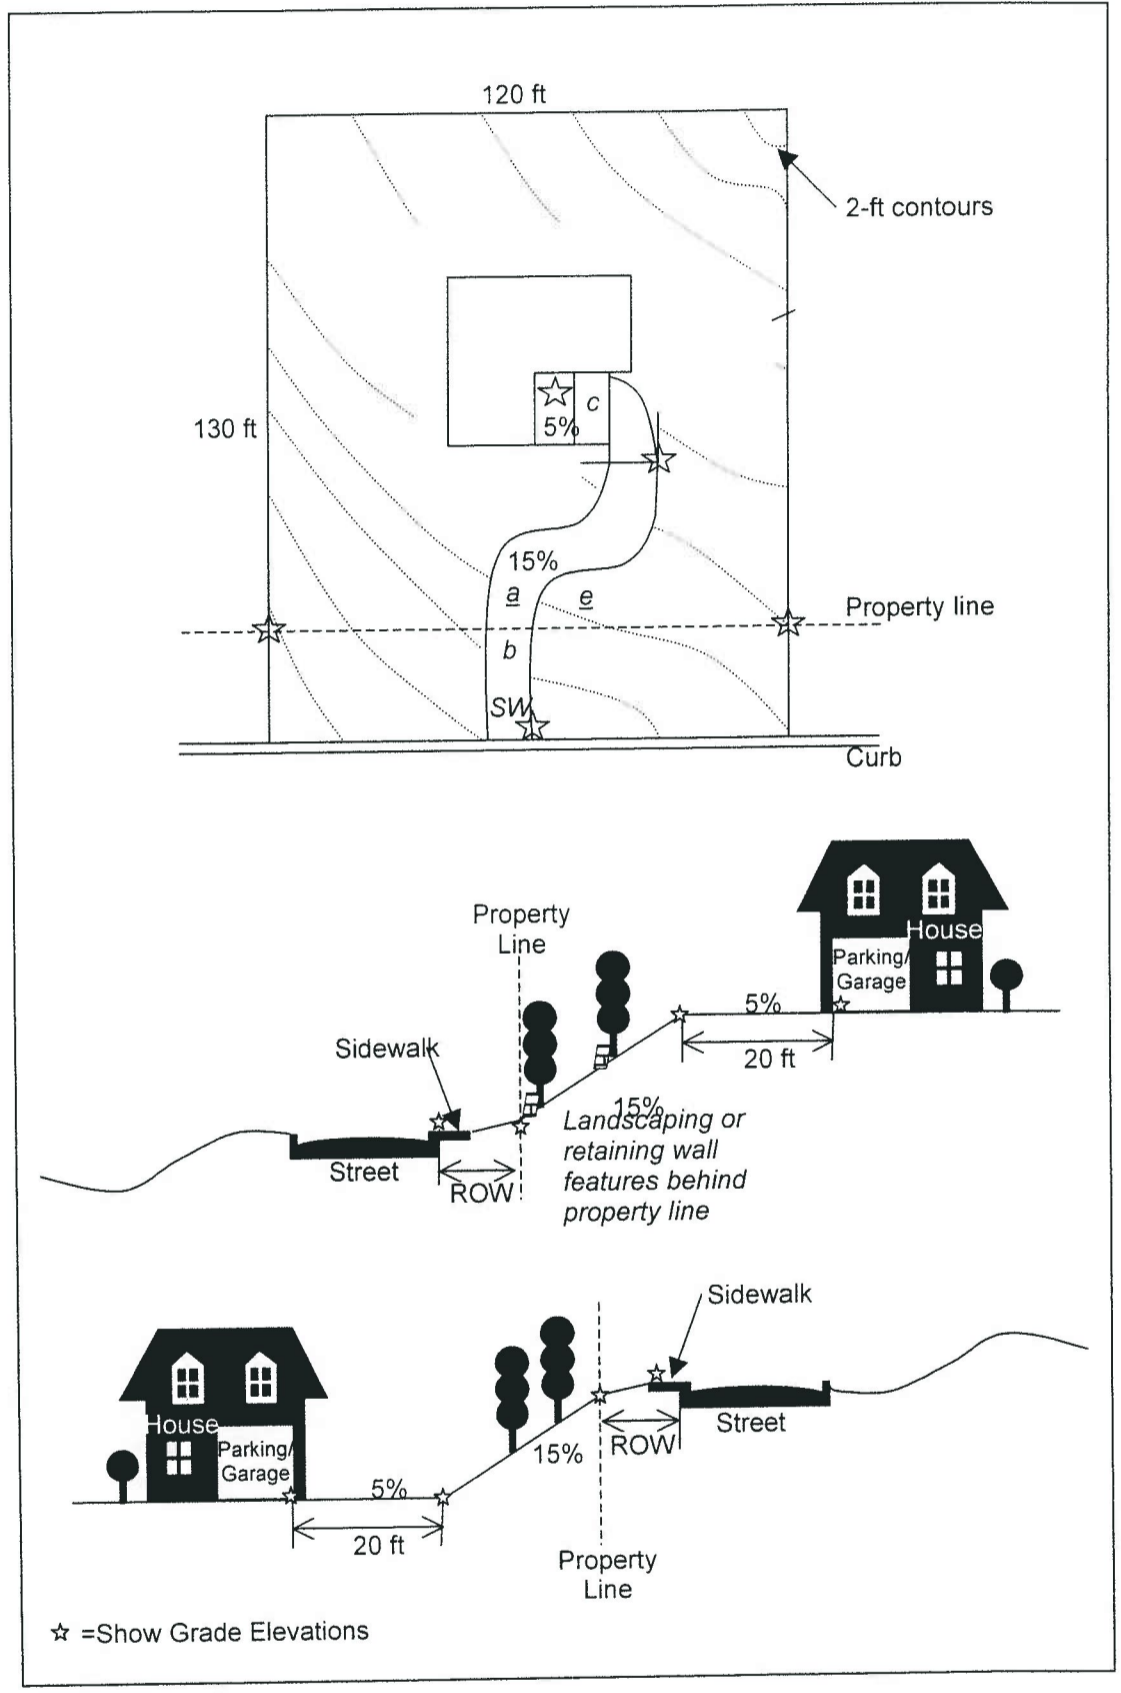 120 ft
2-ft contours
130 ft
c
5%
15%
a
e
Property line
b
SW
Curb
Property
Line
House
Parking/
Garage
5%
20 ft
Sidewalk
15%
Landscaping or
retaining wall
features behind
property line
Street
ROW
Sidewalk
House
Parking/
Garage
Street
ROW
15%
5%
20 ft
Property
Line
☆ =Show Grade Elevations